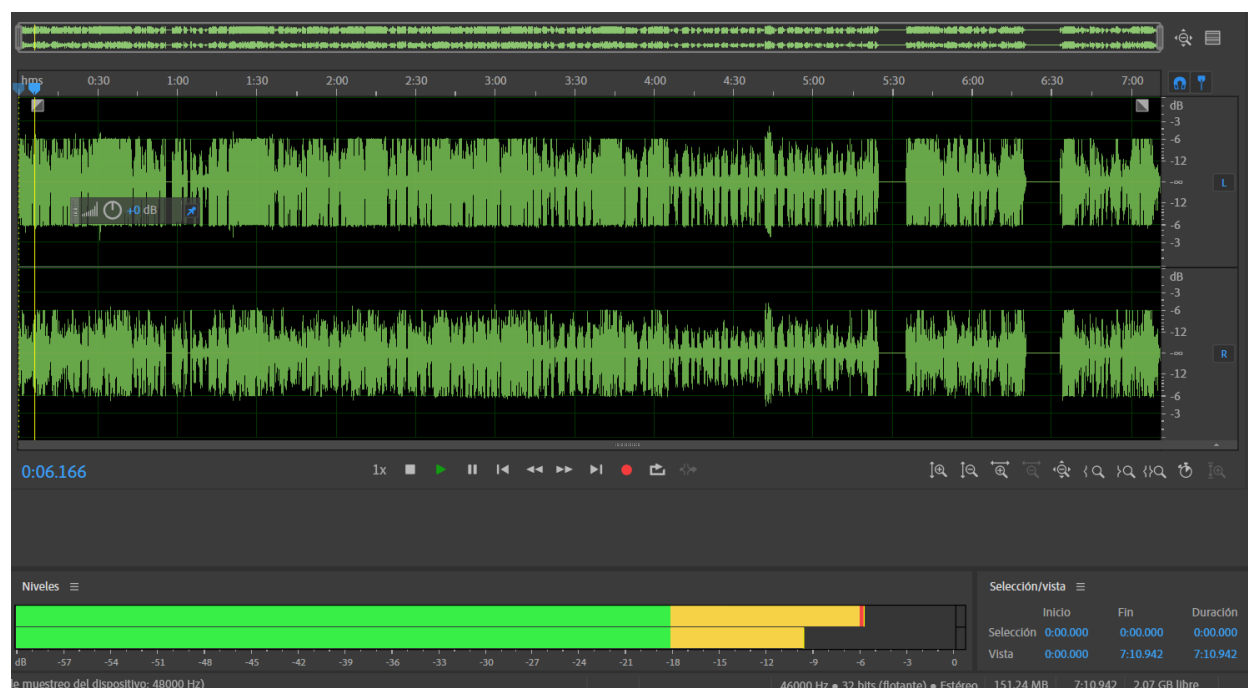 hms 0:30 1:00 1:30 2:00 2:30 3:00 3:30 4:00 4:30 5:00 5:30 6:00 6:30 7:00
dB
-3
-6
-12
-∞
L
-12
-6
-3
+0 dB
dB
-3
-6
-12
-∞
R
-12
-6
-3
0:06.166
1x
Niveles
dB -57 -54 -51 -48 -45 -42 -39 -36 -33 -30 -27 -24 -21 -18 -15 -12 -9 -6 -3 0
Selección/vista
Inicio Fin Duración
Selección 0:00.000 0:00.000 0:00.000
Vista 0:00.000 7:10.942 7:10.942
le muestreo del dispositivo: 48000 Hz)
46000 Hz ● 32 bits (flotante) ● Estéreo 151.24 MB 7:10.942 2.07 GB libre